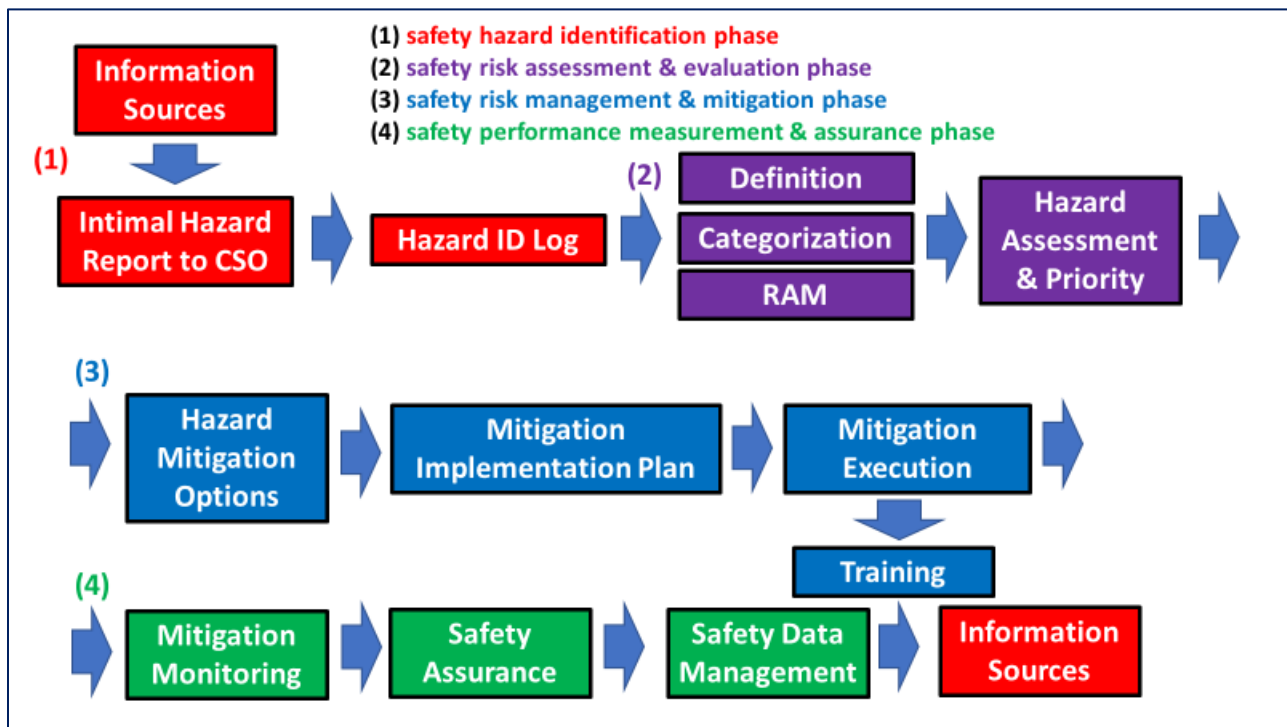 (1) safety hazard identification phase
(2) safety risk assessment & evaluation phase
(3) safety risk management & mitigation phase
(4) safety performance measurement & assurance phase
Information
Sources
(1)
Intimal Hazard
Report to CSO
Hazard ID Log
(2)
Definition
Categorization
RAM
Hazard
Assessment
& Priority
(3)
Hazard
Mitigation
Options
Mitigation
Implementation Plan
Mitigation
Execution
Training
(4)
Mitigation
Monitoring
Safety
Assurance
Safety Data
Management
Information
Sources